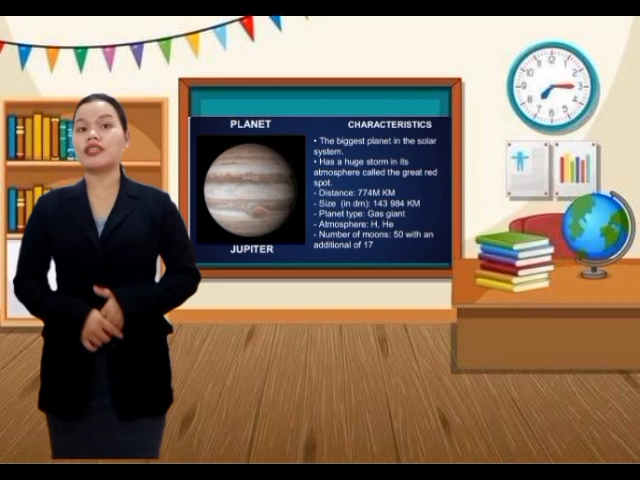 PLANET
CHARACTERISTICS
• The biggest planet in the solar
system.
• Has a huge storm in its
atmosphere called the great red
spot.
- Distance: 774M KM
- Size (in dm): 143 984 KM
- Planet type: Gas giant
- Atmosphere: H, He
- Number of moons: 50 with an
additional of 17
JUPITER